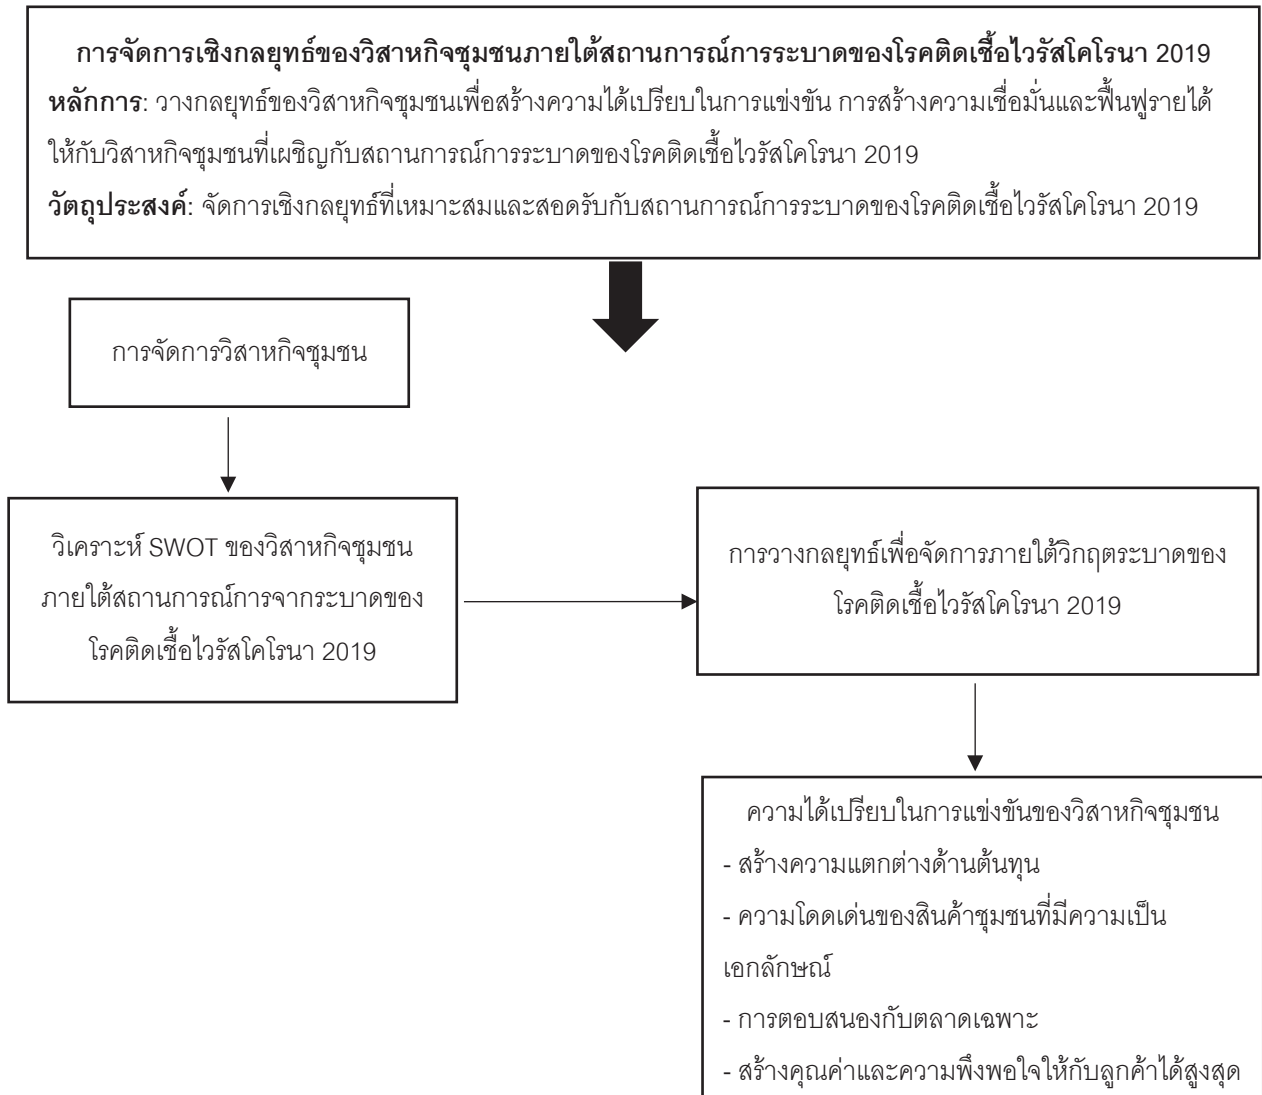 การจัดการเชิงกลยุทธ์ของวิสาหกิจชุมชนภายใต้สถานการณ์การระบาดของโรคติดเชื้อไวรัสโคโรนา 2019
หลักการ: วางกลยุทธ์ของวิสาหกิจชุมชนเพื่อสร้างความได้เปรียบในการแข่งขัน การสร้างความเชื่อมั่นและฟื้นฟูรายได้
ให้กับวิสาหกิจชุมชนที่เผชิญกับสถานการณ์การระบาดของโรคติดเชื้อไวรัสโคโรนา 2019
วัตถุประสงค์: จัดการเชิงกลยุทธ์ที่เหมาะสมและสอดรับกับสถานการณ์การระบาดของโรคติดเชื้อไวรัสโคโรนา 2019
การจัดการวิสาหกิจชุมชน
วิเคราะห์ SWOT ของวิสาหกิจชุมชน
ภายใต้สถานการณ์การจากระบาดของ
โรคติดเชื้อไวรัสโคโรนา 2019
การวางกลยุทธ์เพื่อจัดการภายใต้วิกฤตระบาดของ
โรคติดเชื้อไวรัสโคโรนา 2019
ความได้เปรียบในการแข่งขันของวิสาหกิจชุมชน
- สร้างความแตกต่างด้านต้นทุน
- ความโดดเด่นของสินค้าชุมชนที่มีความเป็น
เอกลักษณ์
- การตอบสนองกับตลาดเฉพาะ
- สร้างคุณค่าและความพึงพอใจให้กับลูกค้าได้สูงสุด